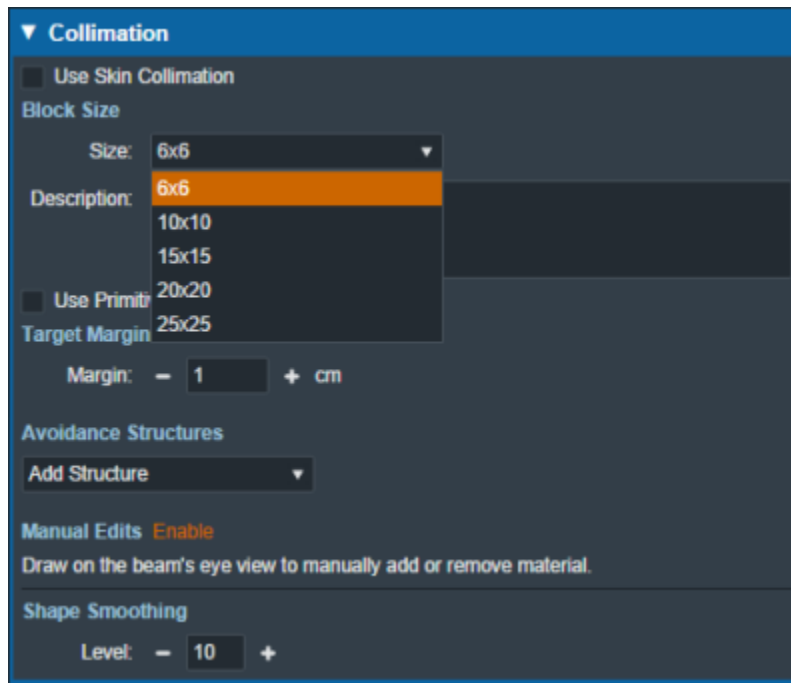 ▼ Collimation
Use Skin Collimation
Block Size
Size: 6x6
Description:
6x6
10x10
15x15
20x20
25x25
Use
Target Margin
Margin: − 1 + cm
Avoidance Structures
Add Structure
Manual Edits Enable
Draw on the beam's eye view to manually add or remove material.
Shape Smoothing
Level: − 10 +